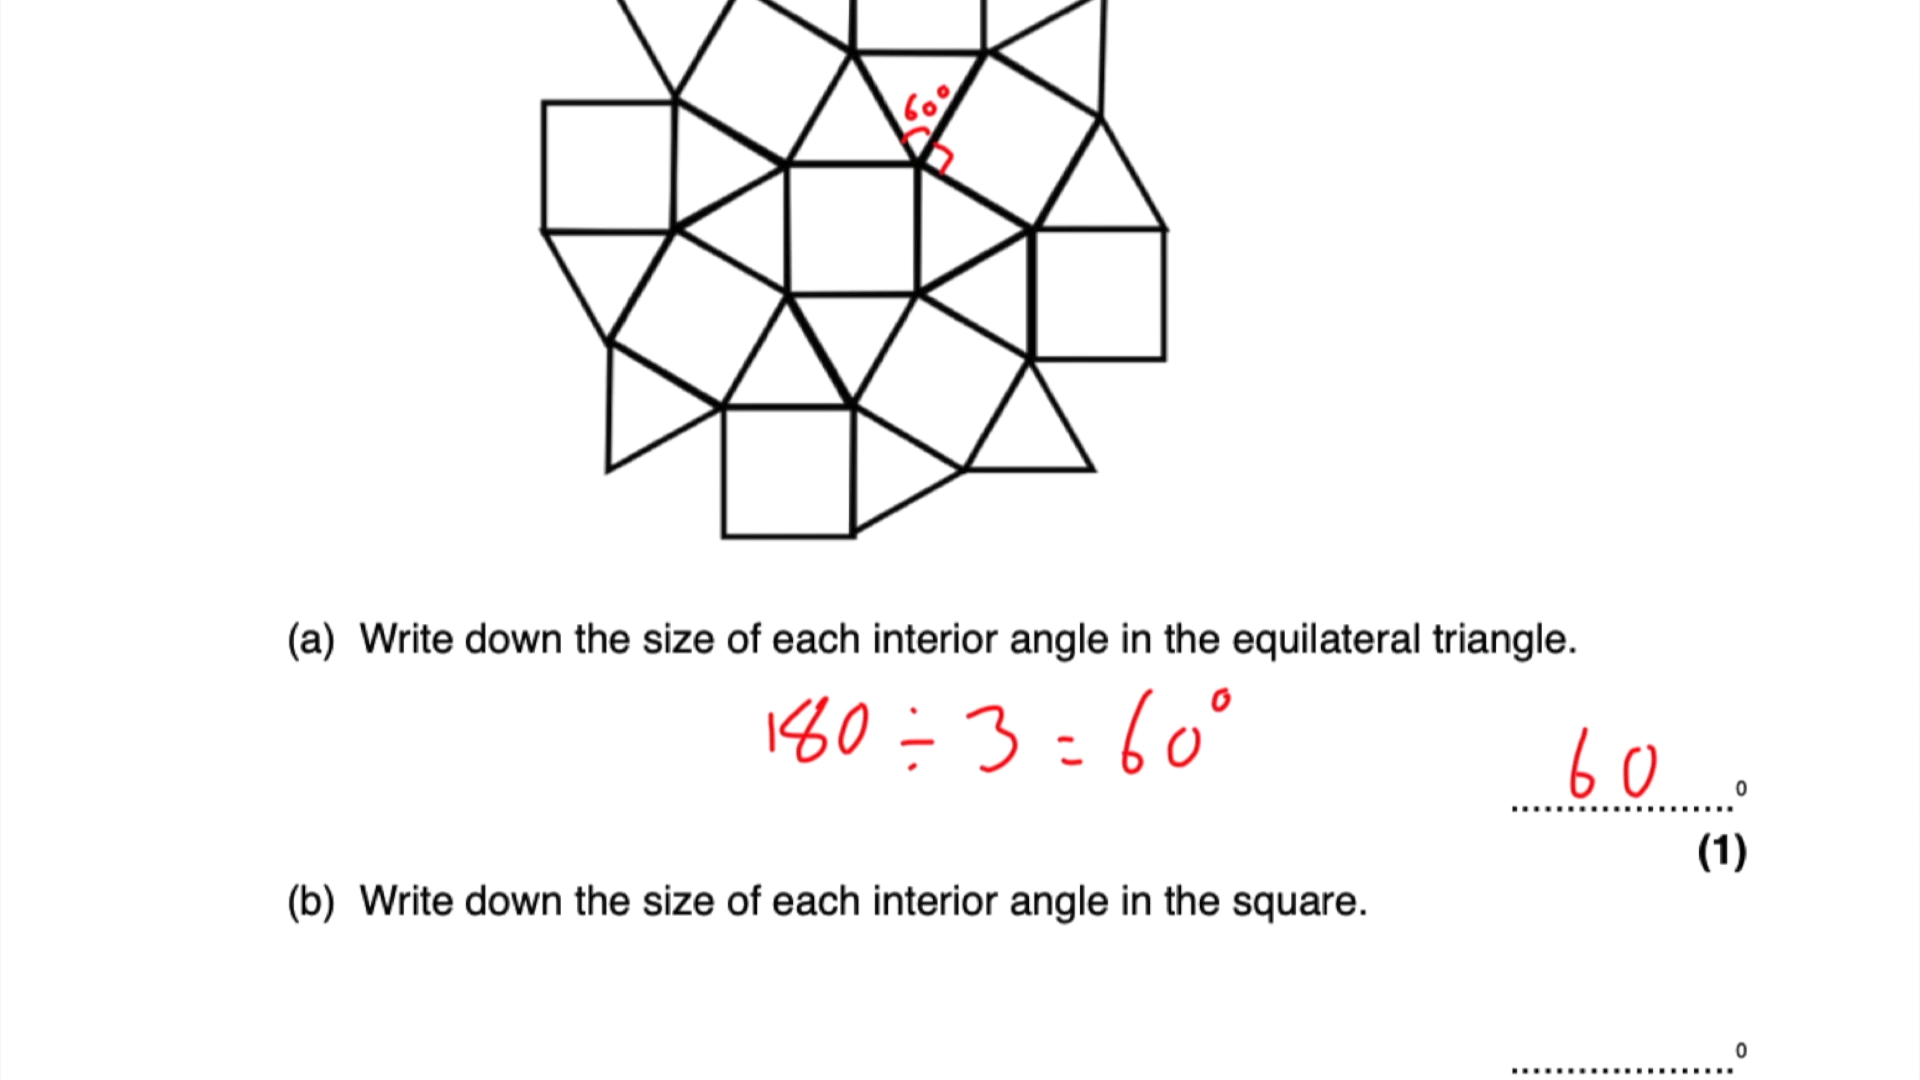 60°
(a) Write down the size of each interior angle in the equilateral triangle.
180 ÷ 3 = 60°
60 °
(1)
(b) Write down the size of each interior angle in the square.
°